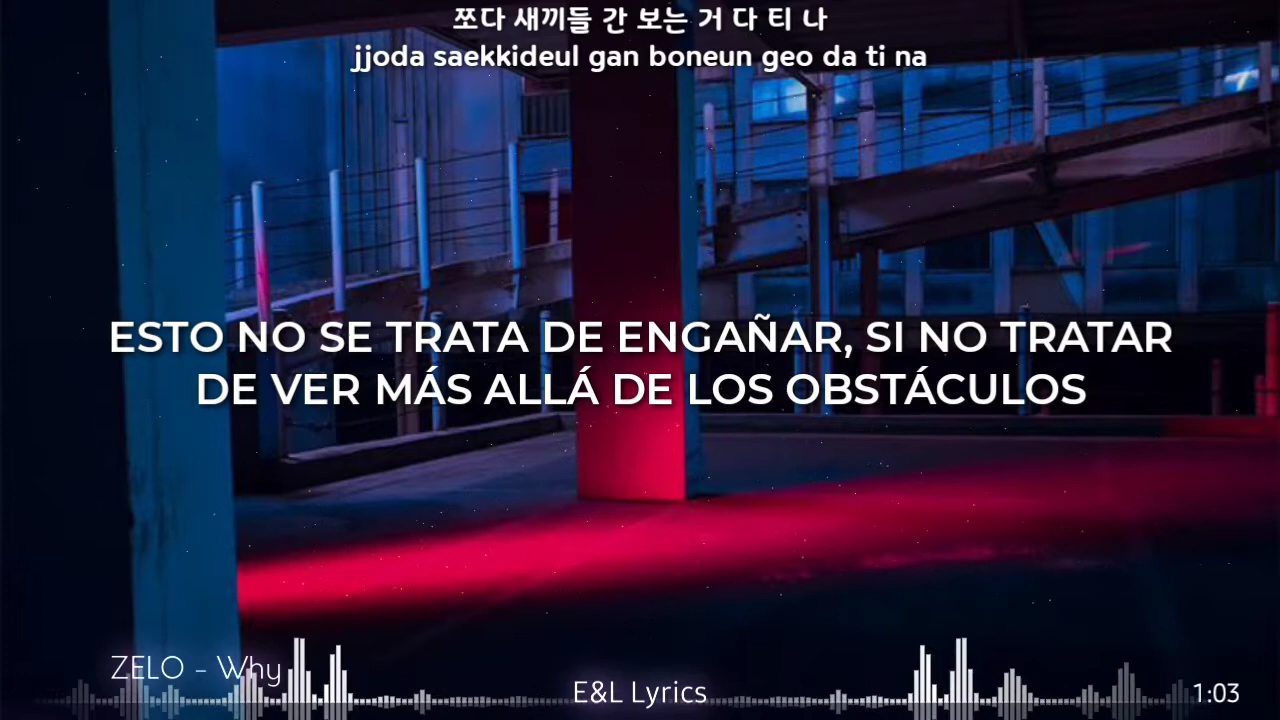 쪼다 새끼들 간 보는 거 다 티 나
jjoda saekkideul gan boneun geo da ti na
ESTO NO SE TRATA DE ENGAÑAR, SI NO TRATAR
DE VER MÁS ALLÁ DE LOS OBSTÁCULOS
ZELO - Why
E&L Lyrics
1:03